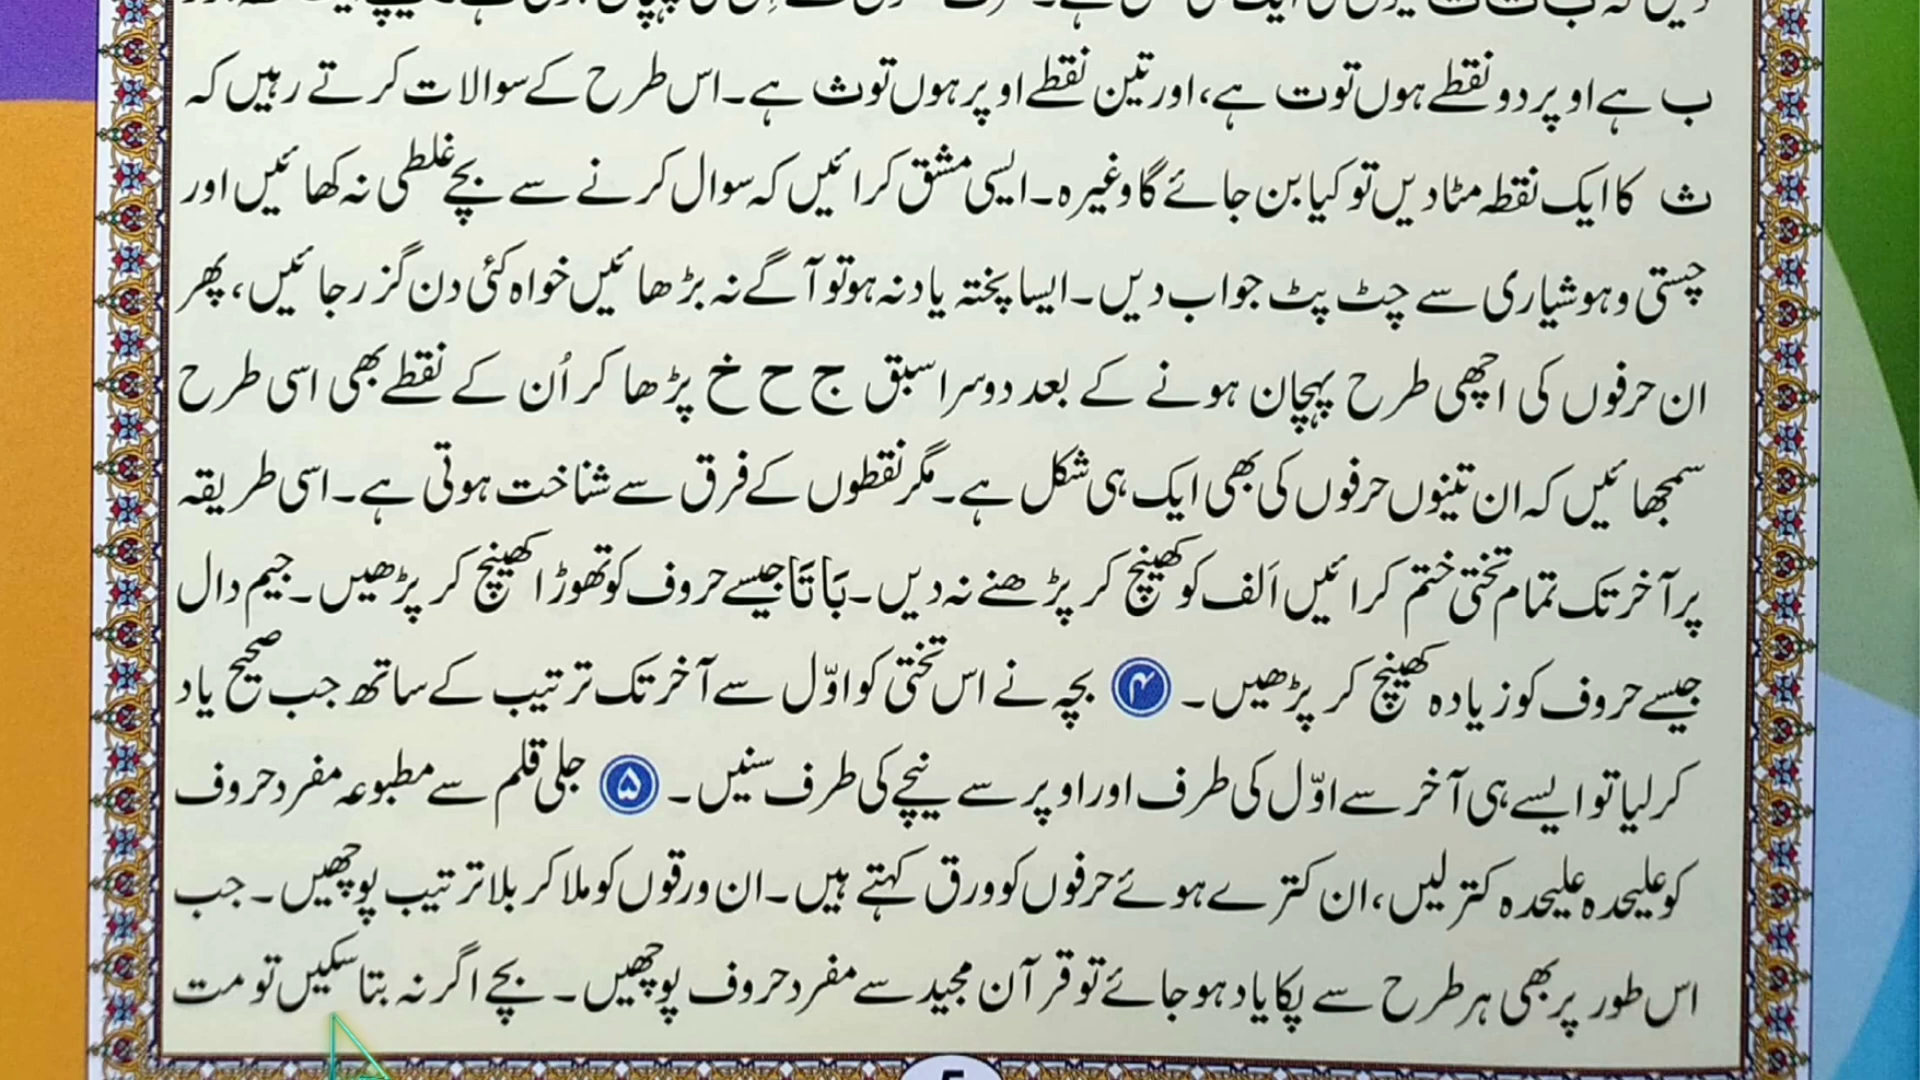 ب ہے اوپر دو نقطے ہوں توت ہے، اور تین نقطے اوپر ہوں توث ہے۔ اس طرح کے سوالات کرتے رہیں کہ
ث کا ایک نقطہ مٹا دیں تو کیا بن جائے گا وغیرہ۔ ایسی مشق کرائیں کہ سوال کرنے سے بچے غلطی نہ کھائیں اور
چستی و ہوشیاری سے چٹ پٹ جواب دیں۔ ایسا پختہ یاد نہ ہو تو آگے نہ بڑھائیں خواہ کئی دن گزر جائیں، پھر
ان حرفوں کی اچھی طرح پہچان ہونے کے بعد دوسرا سبق ج ح خ پڑھا کر اُن کے نقطے بھی اسی طرح
سمجھائیں کہ ان تینوں حرفوں کی بھی ایک ہی شکل ہے۔ مگر نقطوں کے فرق سے شناخت ہوتی ہے۔ اسی طریقہ
پر آخر تک تمام تختی ختم کرائیں اَلف کو کھینچ کر پڑھنے نہ دیں۔ بَا تَا جیسے حروف کو تھوڑا کھینچ کر پڑھیں۔ جیم دال
جیسے حروف کو زیادہ کھینچ کر پڑھیں۔ ۴ بچہ نے اس تختی کو اوّل سے آخر تک ترتیب کے ساتھ جب صحیح یاد
کر لیا تو ایسے ہی آخر سے اوّل کی طرف اور اوپر سے نیچے کی طرف سنیں۔ ۵ جلی قلم سے مطبوعہ مفرد حروف
کو علیحدہ علیحدہ کتر لیں، ان کترے ہوئے حرفوں کو ورق کہتے ہیں۔ ان ورقوں کو ملا کر بلا ترتیب پوچھیں۔ جب
اس طور پر بھی ہر طرح سے پکا یاد ہو جائے تو قرآن مجید سے مفرد حروف پوچھیں۔ بچے اگر نہ بتا سکیں تو مت